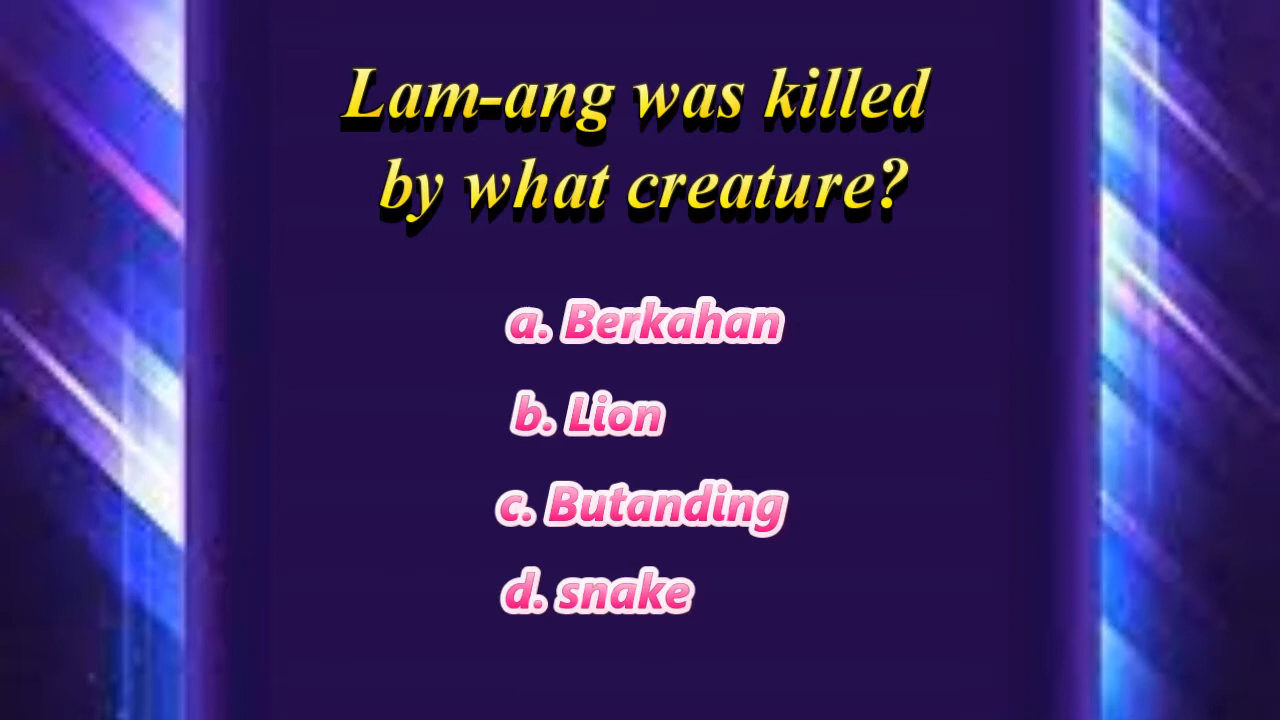 Lam-ang was killed
by what creature?
a. Berkahan
b. Lion
c. Butanding
d. snake